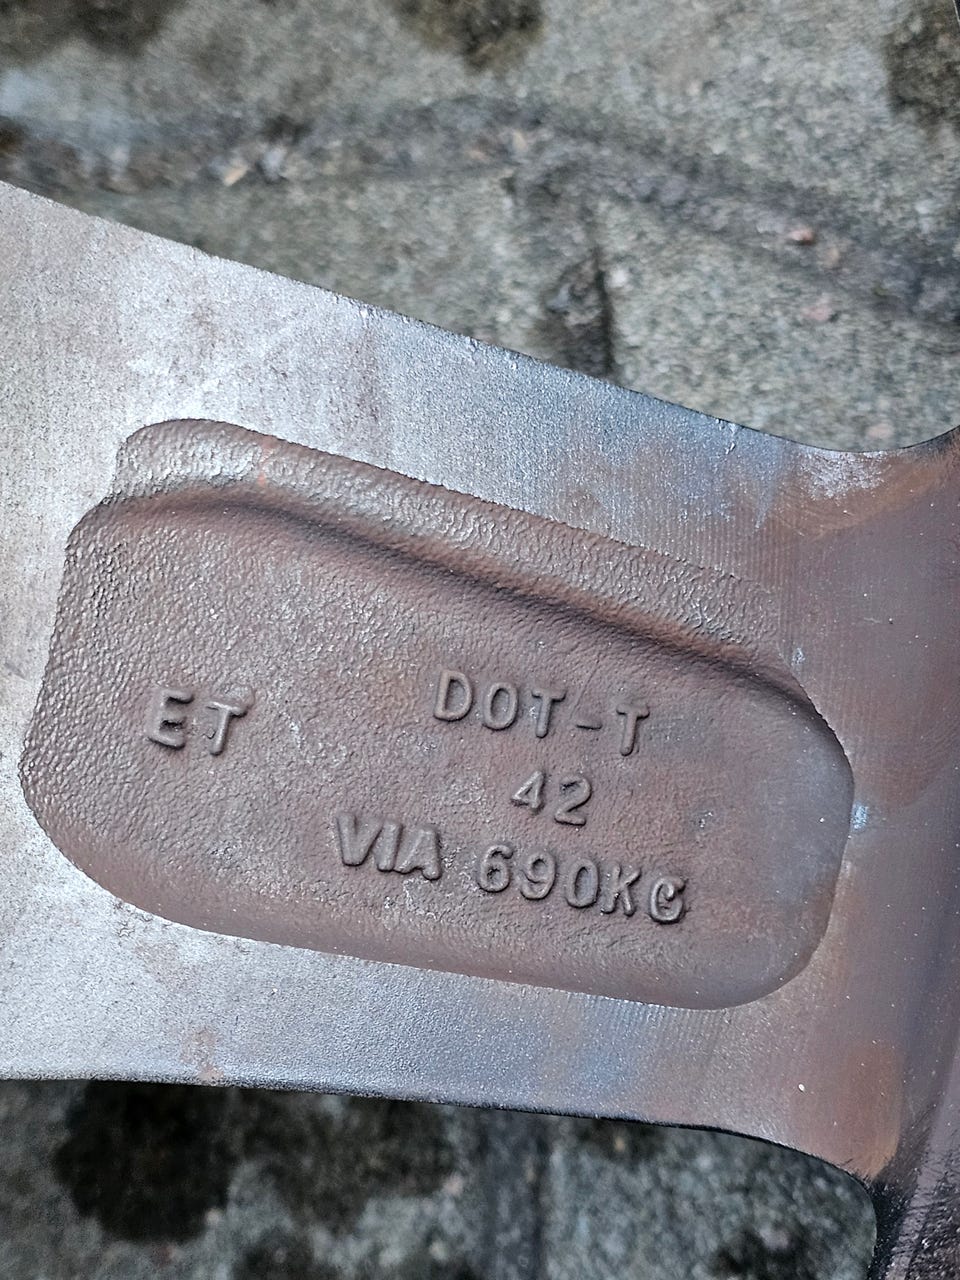 ET DOT-T
42
VIA 690KG